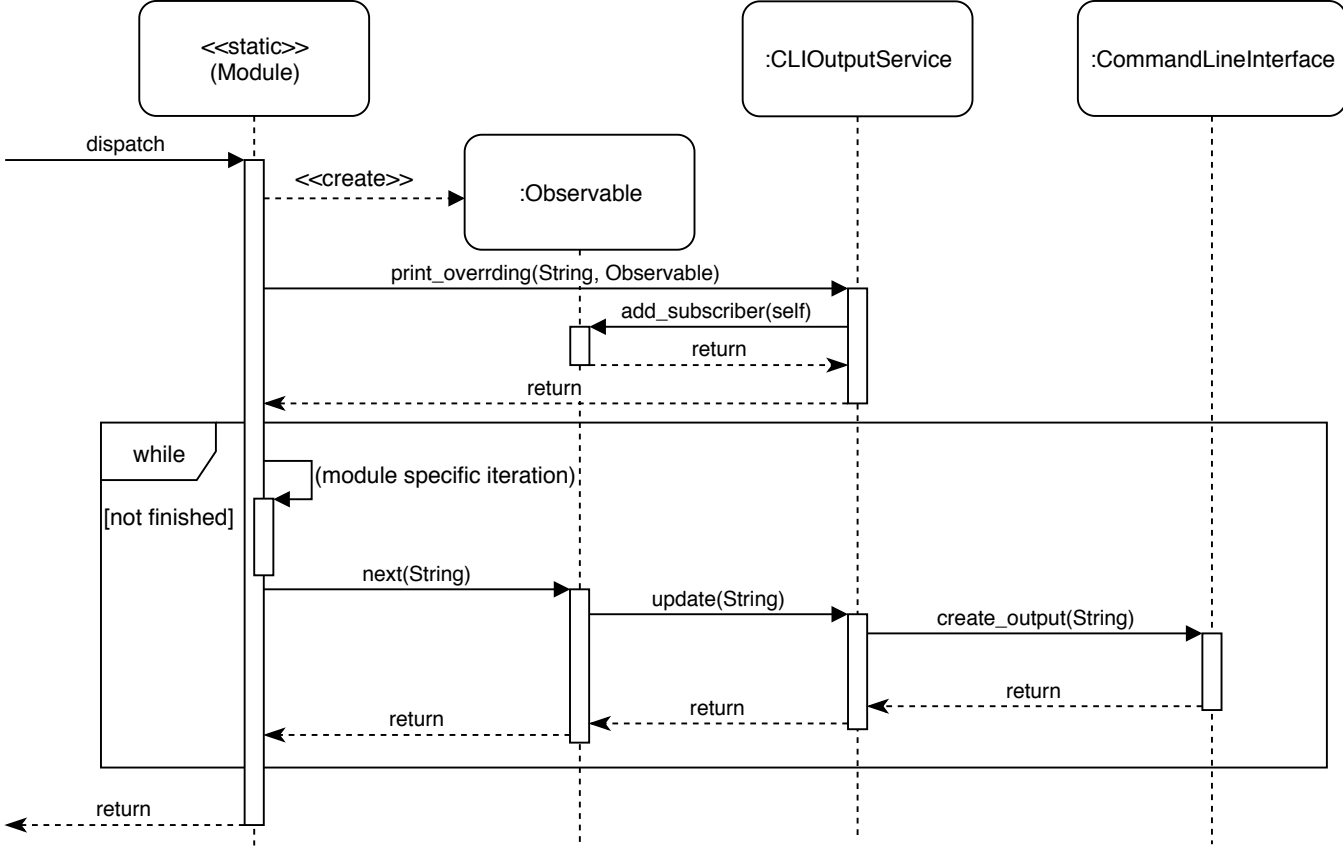 <<static>>
(Module)
:CLIOutputService
:CommandLineInterface
dispatch
<<create>>
:Observable
print_overrding(String, Observable)
add_subscriber(self)
return
return
while
(module specific iteration)
[not finished]
next(String)
update(String)
create_output(String)
return
return
return
return